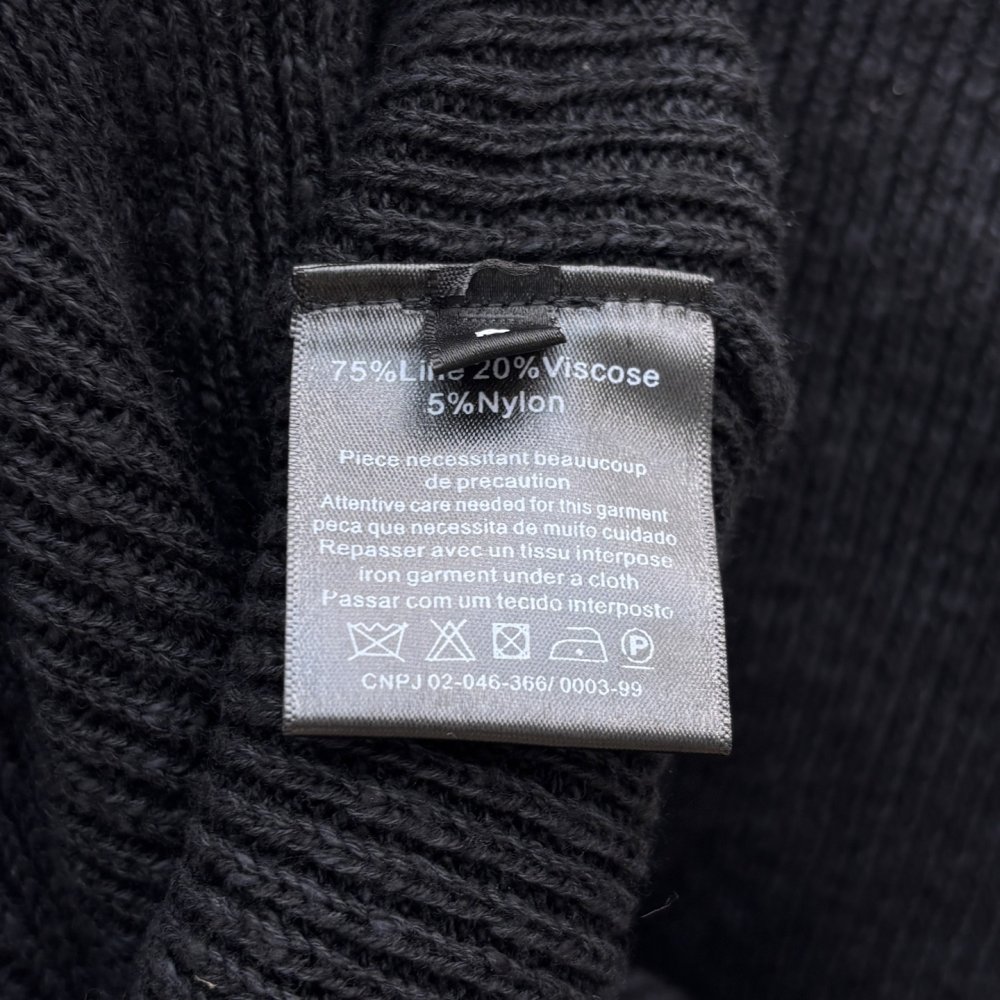 75%Line 20%Viscose
5%Nylon
Piece necessitant beauucoup
de precaution
Attentive care needed for this garment
peca que necessita de muito cuidado
Repasser avec un tissu interpose
iron garment under a cloth
Passar com um tecido interposto
P
CNPJ 02-046-366/ 0003-99